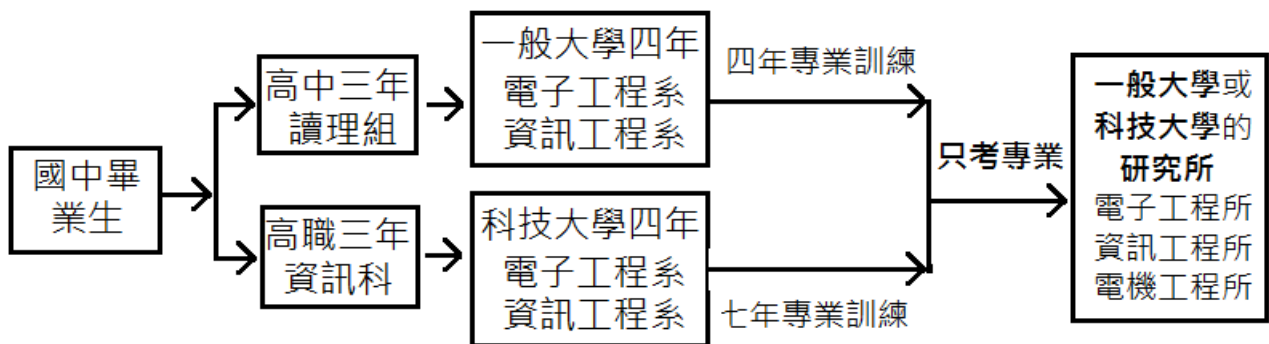 國中畢
業生
高中三年
讀理組
一般大學四年
電子工程系
資訊工程系
四年專業訓練
高職三年
資訊科
科技大學四年
電子工程系
資訊工程系
七年專業訓練
只考專業
一般大學或
科技大學的
研究所
電子工程所
資訊工程所
電機工程所